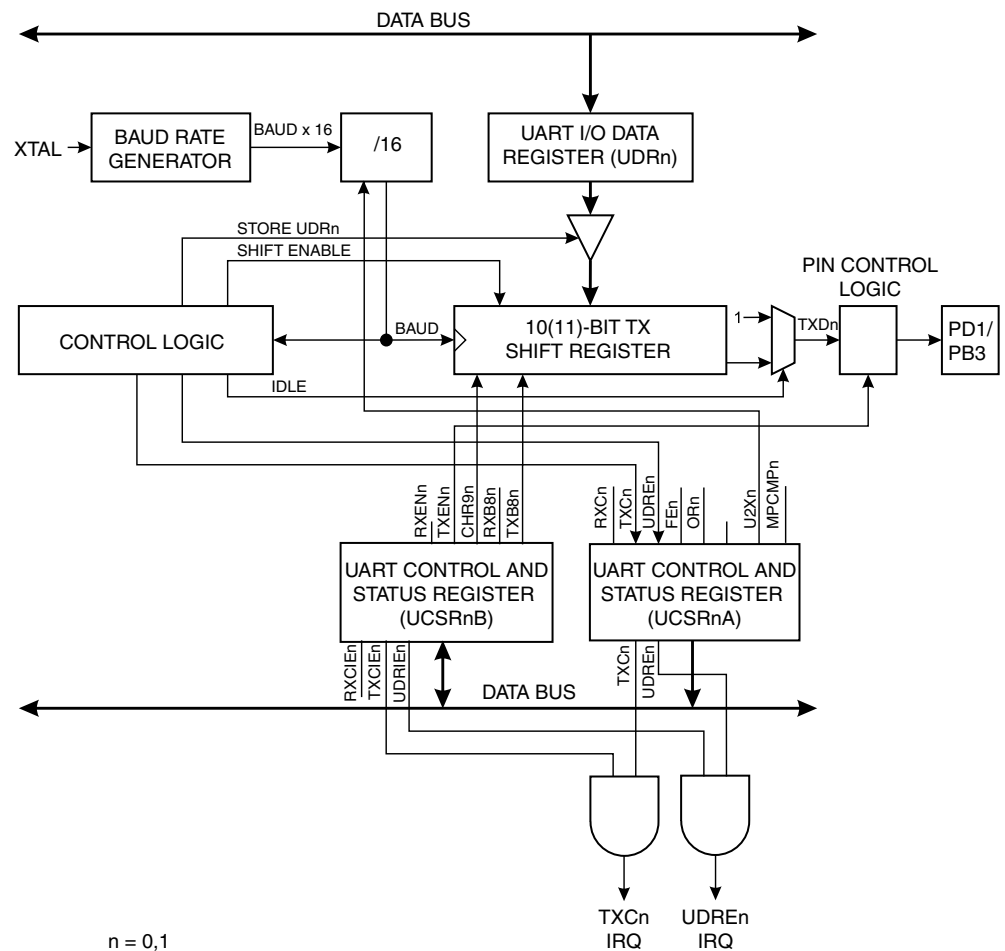 DATA BUS
XTAL
BAUD RATE
GENERATOR
BAUD x 16
/16
UART I/O DATA
REGISTER (UDRn)
STORE UDRn
SHIFT ENABLE
PIN CONTROL
LOGIC
CONTROL LOGIC
BAUD
10(11)-BIT TX
SHIFT REGISTER
1
TXDn
PD1/
PB3
IDLE
RXENn
TXENn
CHR9n
RXB8n
TXB8n
RXCn
TXCn
UDREn
FEn
ORn
U2Xn
MPCMPn
UART CONTROL AND
STATUS REGISTER
(UCSRnB)
UART CONTROL AND
STATUS REGISTER
(UCSRnA)
RXCIEn
TXCIEn
UDRIEn
TXCn
UDREn
DATA BUS
TXCn
IRQ
UDREn
IRQ
n = 0,1